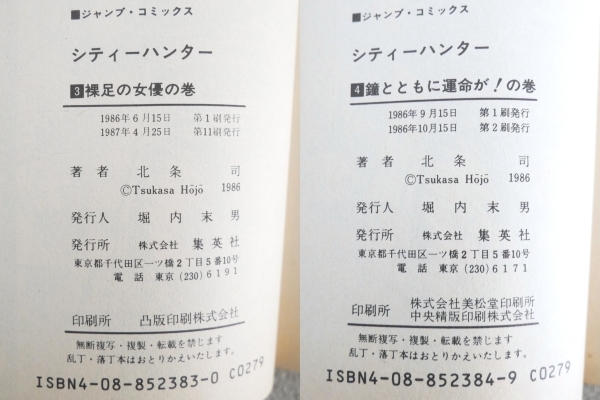 ■ジャンプ・コミックス
シティーハンター
3裸足の女優の巻
1986年6月15日 第1刷発行
1987年4月25日 第11刷発行
著者 北条 司
©Tsukasa Hōjō 1986
発行人 堀内末男
発行所 株式会社 集英社
東京都千代田区一ツ橋2丁目5番10号
電話 東京(230)6191
印刷所 凸版印刷株式会社
無断複写・複製・転載を禁じます
乱丁・落丁本はおとりかえいたします。
ISBN4-08-852383-0 C0279
■ジャンプ・コミックス
シティーハンター
4鐘とともに運命が!の巻
1986年9月15日 第1刷発行
1986年10月15日 第2刷発行
著者 北条 司
©Tsukasa Hōjō 1986
発行人 堀内末男
発行所 株式会社 集英社
東京都千代田区一ツ橋2丁目5番10号
電話 東京(230)6171
印刷所 株式会社美松堂印刷所
中央精版印刷株式会社
無断複写・複製・転載を禁じます
乱丁・落丁本はおとりかえいたします。
ISBN4-08-852384-9 C0279